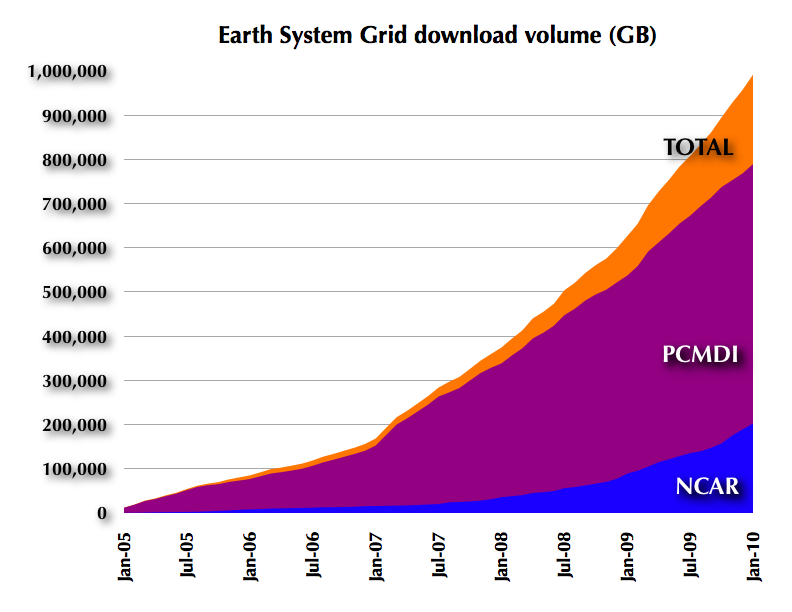 Earth System Grid download volume (GB)
1,000,000
900,000
800,000
700,000
600,000
500,000
400,000
300,000
200,000
100,000
0
TOTAL
PCMDI
NCAR
Jan-05
Jul-05
Jan-06
Jul-06
Jan-07
Jul-07
Jan-08
Jul-08
Jan-09
Jul-09
Jan-10